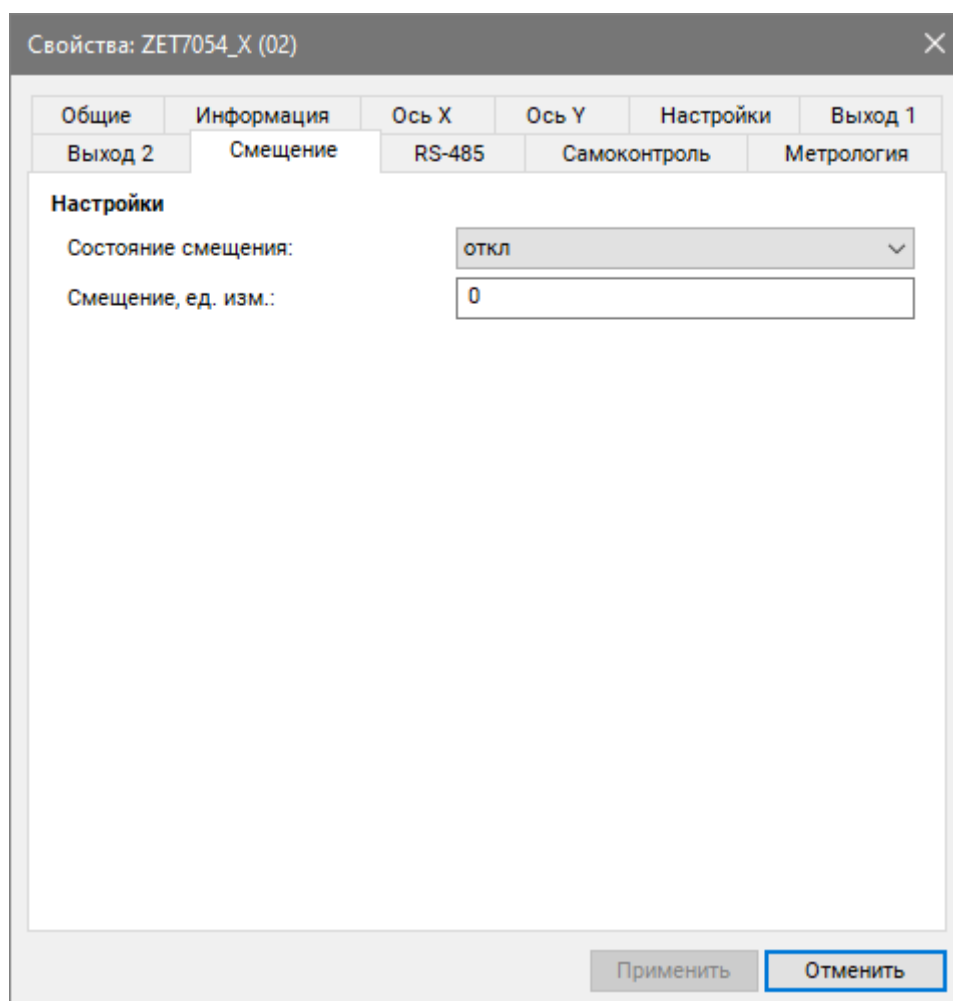 Свойства: ZET7054_X (02)
Общие Информация Ось X Ось Y Настройки Выход 1
Выход 2 Смещение RS-485 Самоконтроль Метрология
Настройки
Состояние смещения: откл
Смещение, ед. изм.: 0
Применить Отменить